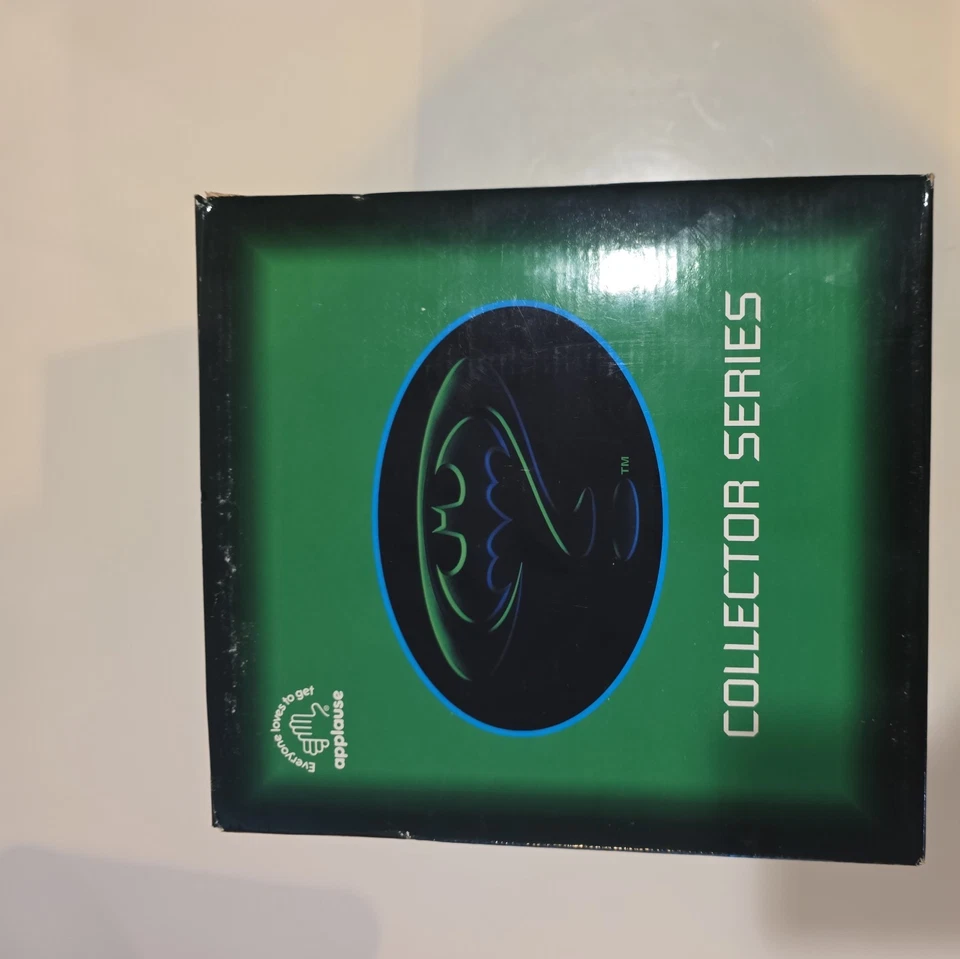 Everyone loves to get
applause®
TM
COLLECTOR SERIES